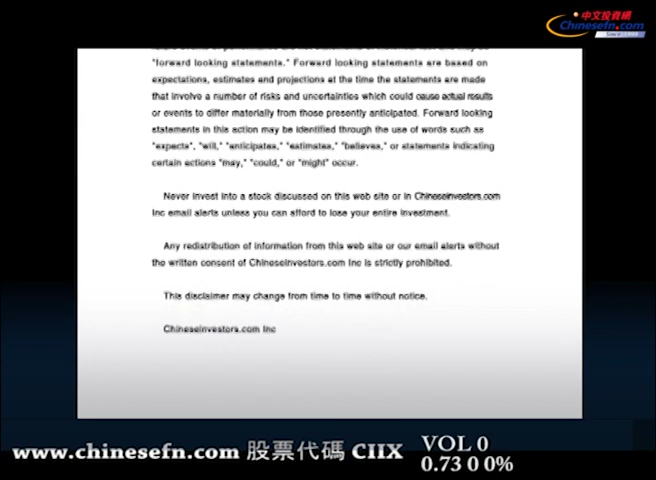 中文投資網
Chinesefn.com
"forward looking statements." Forward looking statements are based on
expectations, estimates and projections at the time the statements are made
that involve a number of risks and uncertainties which could cause actual results
or events to differ materially from those presently anticipated. Forward looking
statements in this action may be identified through the use of words such as
"expects", "will," "anticipates," "estimates," "believes," or statements indicating
certain actions "may," "could," or "might" occur.
Never invest into a stock discussed on this web site or in Chineseinvestors.com
Inc email alerts unless you can afford to lose your entire investment.
Any redistribution of information from this web site or our email alerts without
the written consent of Chineseinvestors.com Inc is strictly prohibited.
This disclaimer may change from time to time without notice.
Chineseinvestors.com Inc
www.chinesefn.com 股票代碼 CIIX
VOL 0
0.73 0 0%